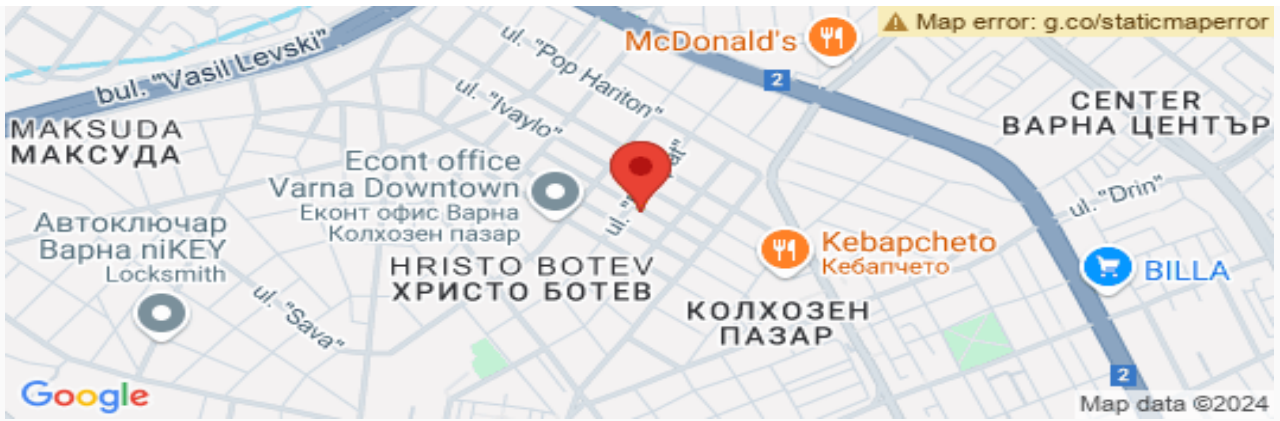 Map error: g.co/staticmaperror
McDonald's
ul. "Pop Hariton"
bul. "Vasil Levski"
2
ul. "Ivaylo"
CENTER
ВАРНА ЦЕНТЪР
MAKSUDA
МАКСУДА
Econt office
Varna Downtown
Еконт офис Варна
Колхозен пазар
ul. "Drin"
Автоключар
Варна niKEY
Locksmith
Kebapcheto
Кебапчето
HRISTO BOTEV
ХРИСТО БОТЕВ
BILLA
ul. "Sava"
КОЛХОЗЕН
ПАЗАР
2
Google
Map data ©2024